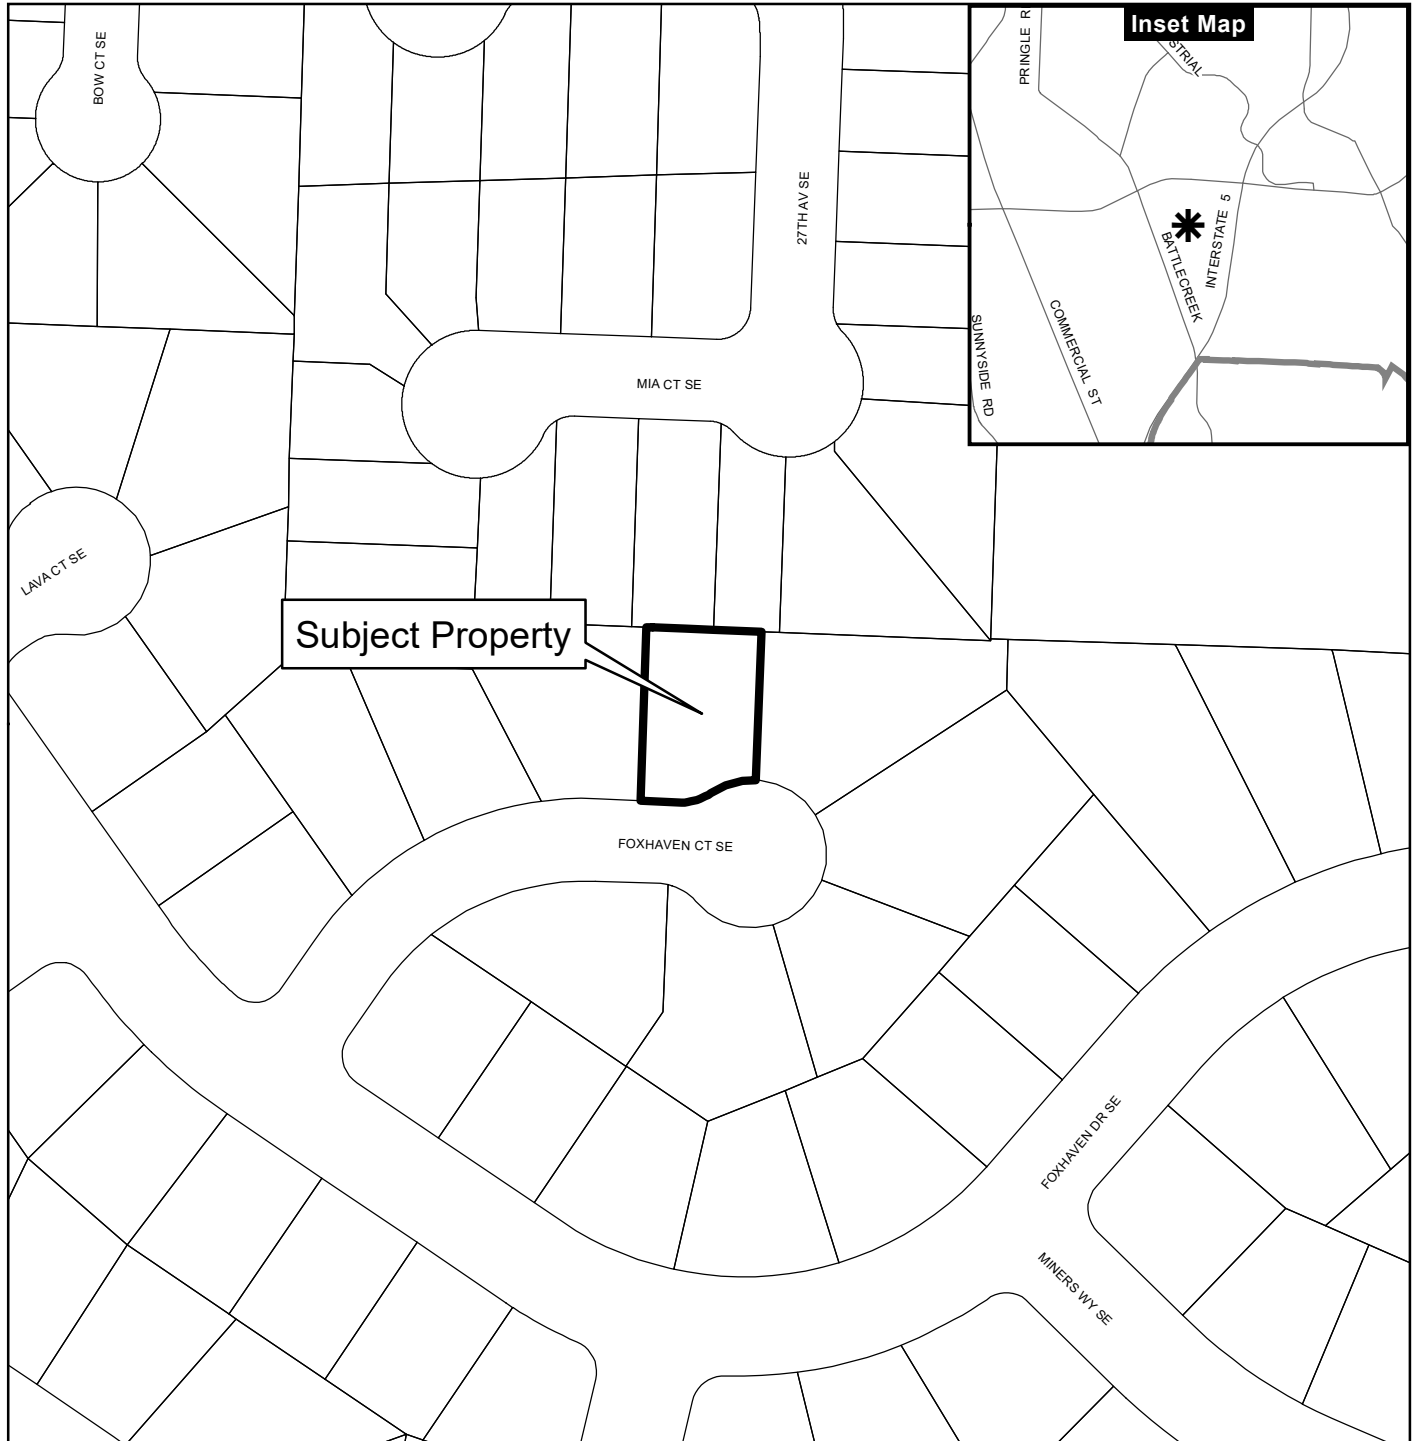 BOW CT SE
27TH AV SE
MIA CT SE
LAVA CT SE
Subject Property
FOXHAVEN CT SE
FOXHAVEN DR SE
MINERS WY SE
Inset Map
PRINGLE R
STRIAL
INTERSTATE 5
BATTLECREEK
COMMERCIAL ST
SUNNYSIDE RD